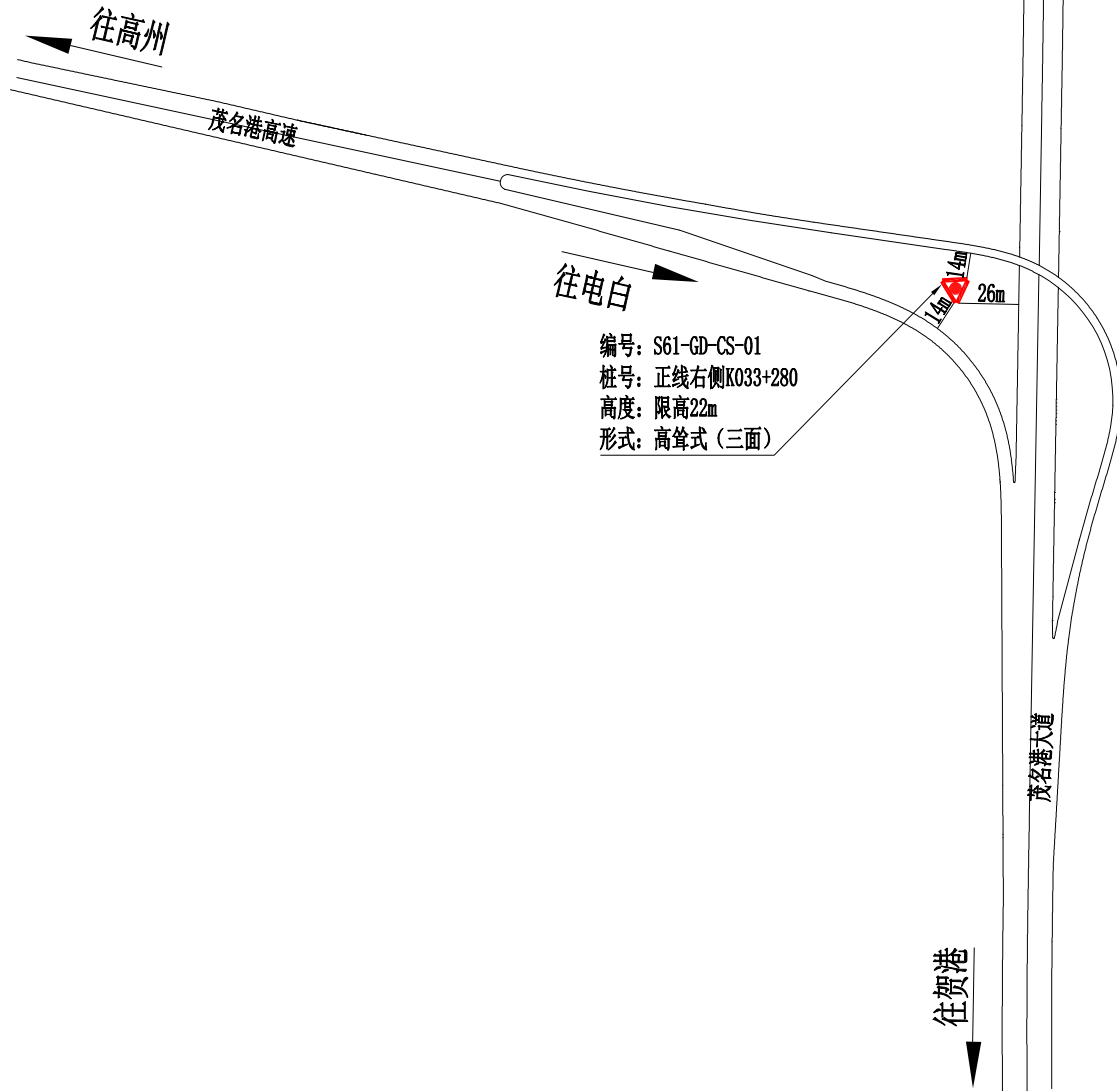 往高州
茂名港高速
往电白
14m
26m
14m
编号：S61-GD-CS-01
桩号：正线右侧K033+280
高度：限高22m
形式：高耸式（三面）
茂名港大道
往贺港